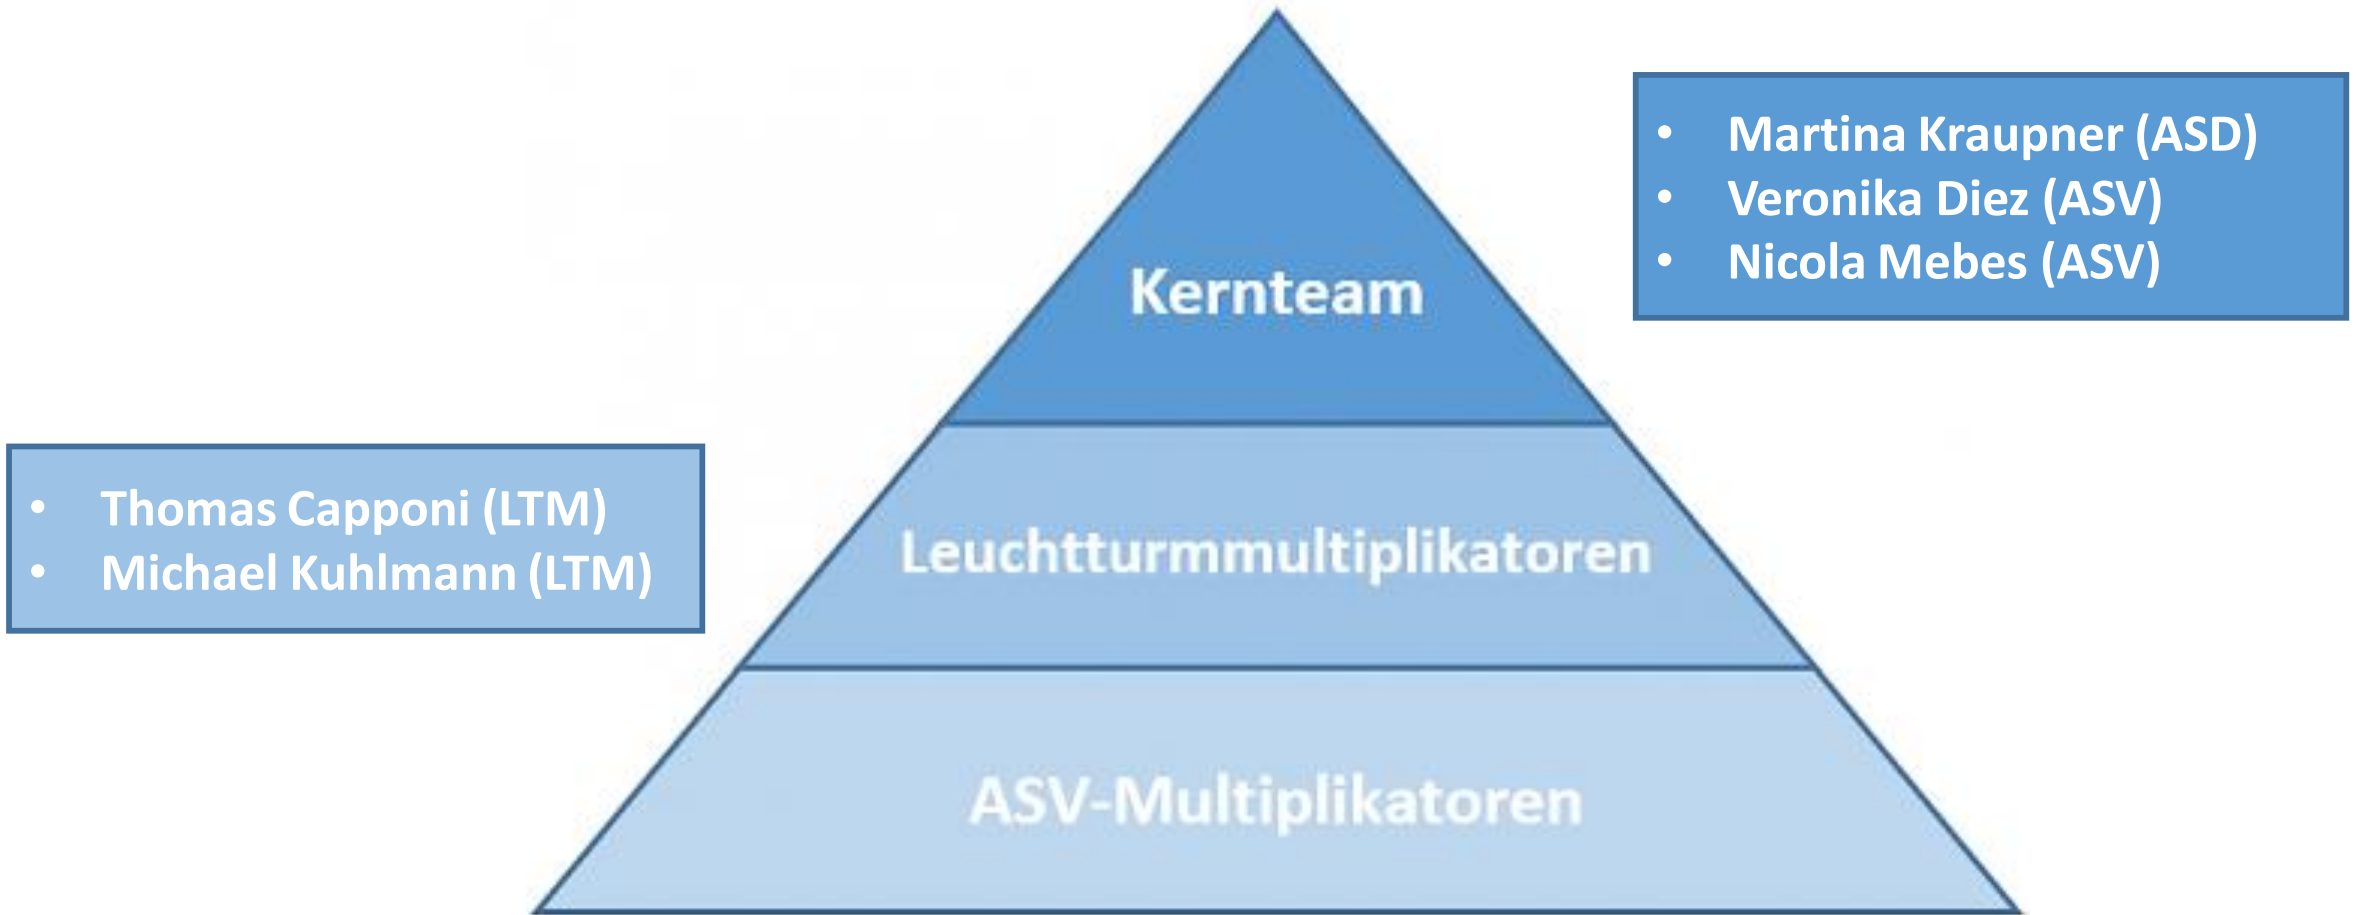 • Martina Kraupner (ASD)
• Veronika Diez (ASV)
• Nicola Mebes (ASV)
Kernteam
• Thomas Capponi (LTM)
• Michael Kuhlmann (LTM)
Leuchtturmmultiplikatoren
ASV-Multiplikatoren